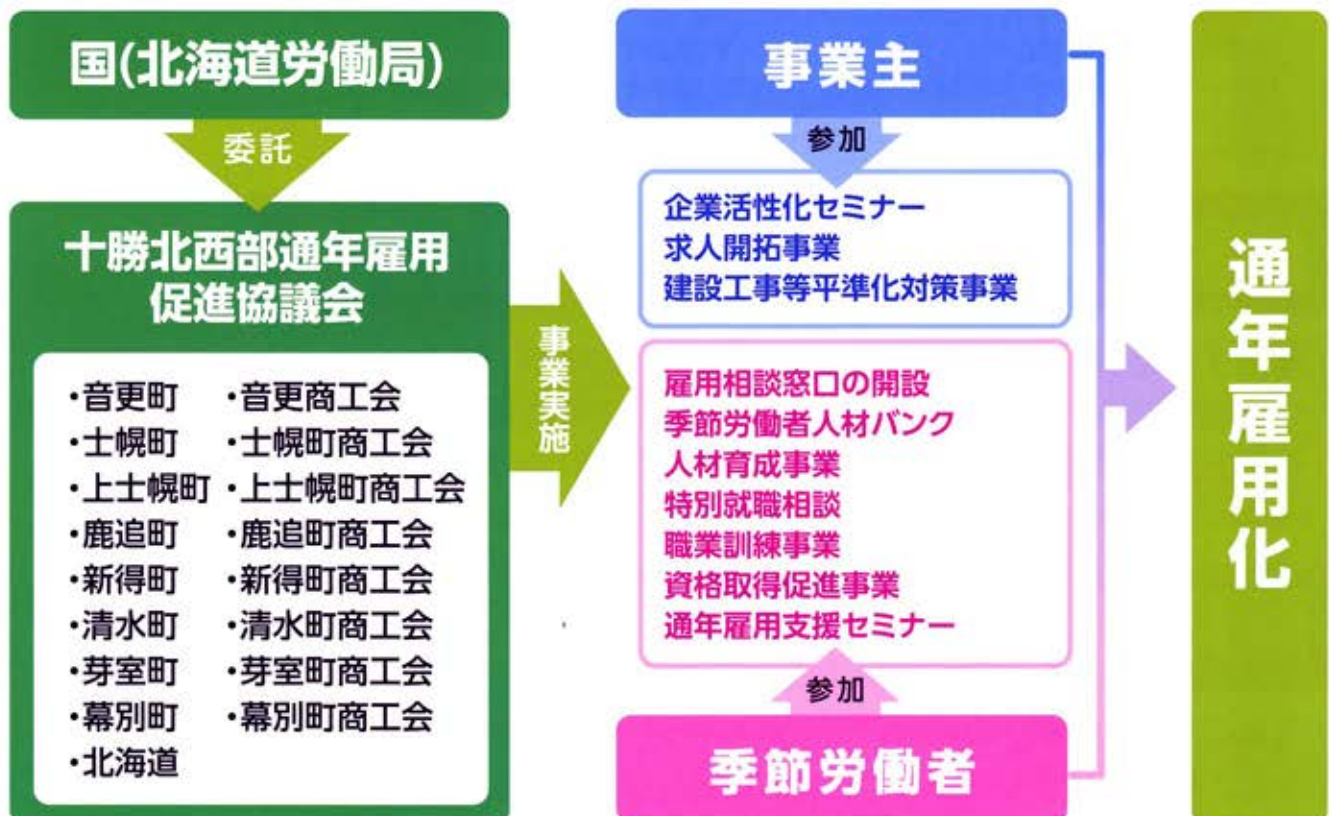 国(北海道労働局)
委託
十勝北西部通年雇用
促進協議会
・音更町 ・音更商工会
・士幌町 ・士幌町商工会
・上士幌町 ・上士幌町商工会
・鹿追町 ・鹿追町商工会
・新得町 ・新得町商工会
・清水町 ・清水町商工会
・芽室町 ・芽室町商工会
・幕別町 ・幕別町商工会
・北海道
事業実施
事業主
参加
企業活性化セミナー
求人開拓事業
建設工事等平準化対策事業
雇用相談窓口の開設
季節労働者人材バンク
人材育成事業
特別就職相談
職業訓練事業
資格取得促進事業
通年雇用支援セミナー
参加
季節労働者
通年雇用化